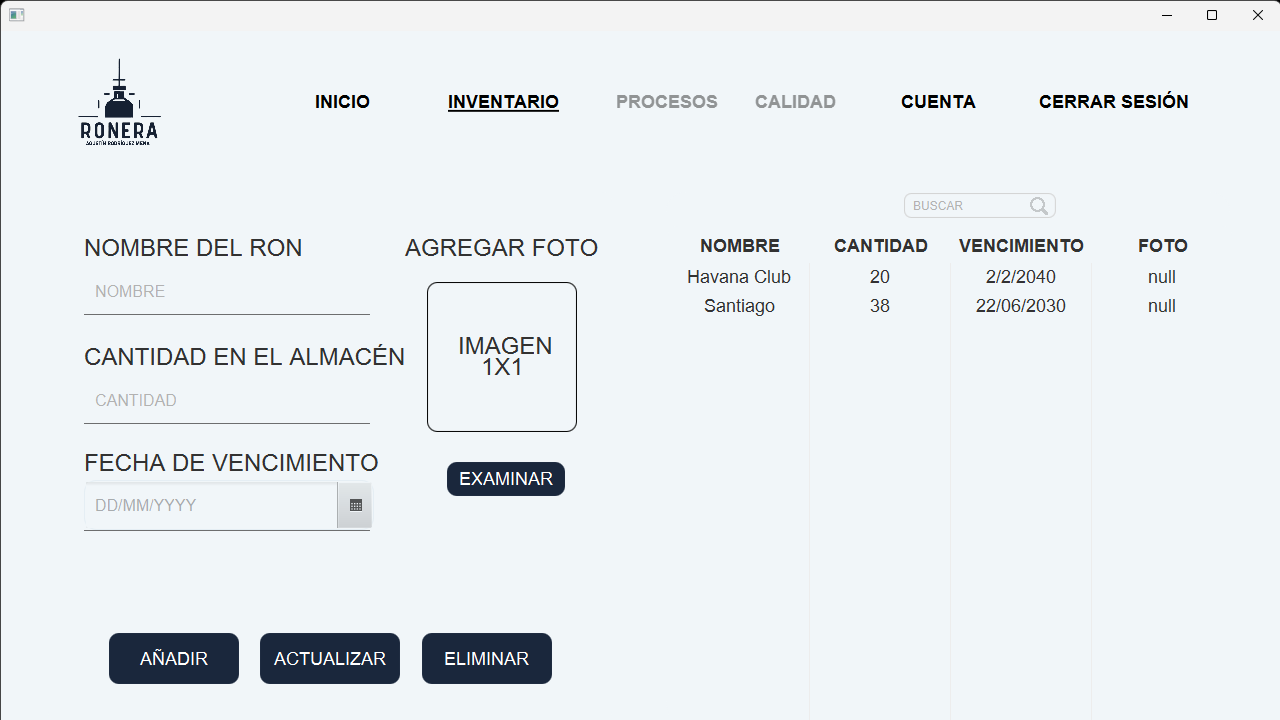 INICIO INVENTARIO PROCESOS CALIDAD CUENTA CERRAR SESIÓN
RONERA
AGUSTÍN RODRÍGUEZ MENA
BUSCAR
NOMBRE DEL RON
NOMBRE
CANTIDAD EN EL ALMACÉN
CANTIDAD
FECHA DE VENCIMIENTO
DD/MM/YYYY
AGREGAR FOTO
IMAGEN
1X1
EXAMINAR
AÑADIR ACTUALIZAR ELIMINAR
NOMBRE CANTIDAD VENCIMIENTO FOTO
Havana Club 20 2/2/2040 null
Santiago 38 22/06/2030 null